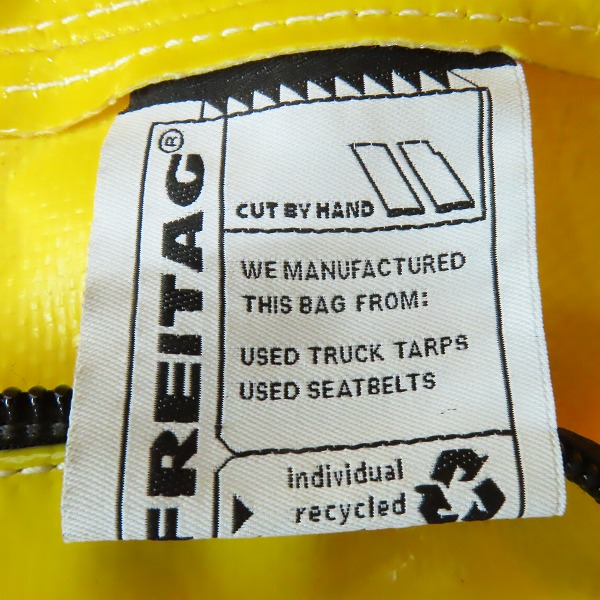 FREITAG®
CUT BY HAND
WE MANUFACTURED
THIS BAG FROM:
USED TRUCK TARPS
USED SEATBELTS
individual
recycled